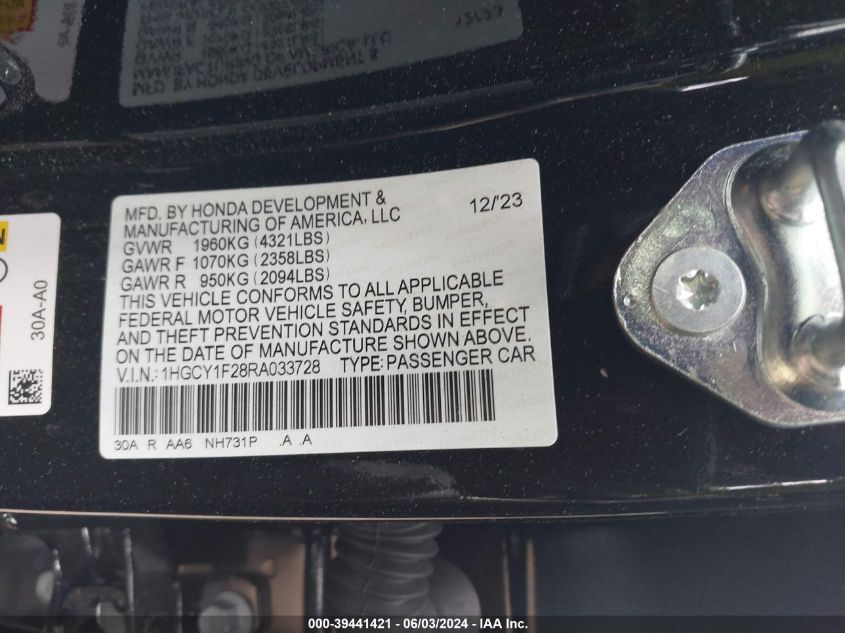 MFD. BY HONDA DEVELOPMENT &
MANUFACTURING OF AMERICA, LLC 12/'23
GVWR 1960KG (4321LBS)
GAWR F 1070KG (2358LBS)
GAWR R 950KG (2094LBS)
THIS VEHICLE CONFORMS TO ALL APPLICABLE
FEDERAL MOTOR VEHICLE SAFETY, BUMPER,
AND THEFT PREVENTION STANDARDS IN EFFECT
ON THE DATE OF MANUFACTURE SHOWN ABOVE.
V.I.N.: 1HGCY1F28RA033728 TYPE: PASSENGER CAR
30A R AA6 NH731P .A .A
30A-A0
000-39441421 - 06/03/2024 - IAA Inc.